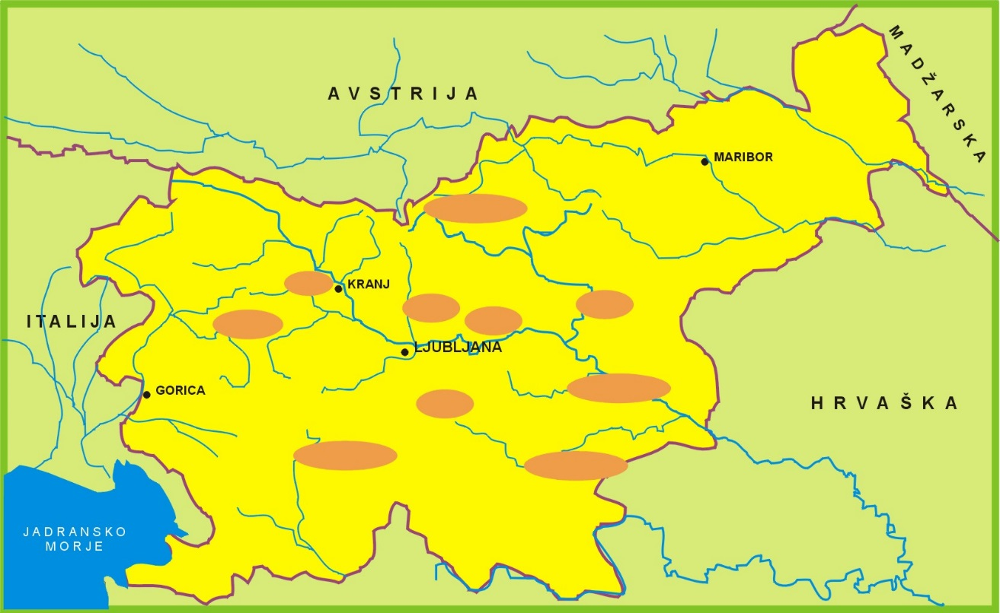 AVSTRIJA
MADŽARSKA
MARIBOR
KRANJ
ITALIJA
LJUBLJANA
GORICA
HRVAŠKA
JADRANSKO
MORJE